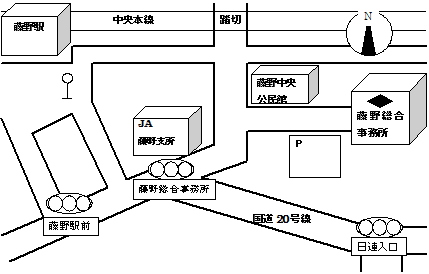 中央本線
踏切
N
藤野駅
藤野中央
公民館
藤野総合
事務所
JA
藤野支所
P
藤野総合事務所
藤野駅前
国道20号線
日連入口